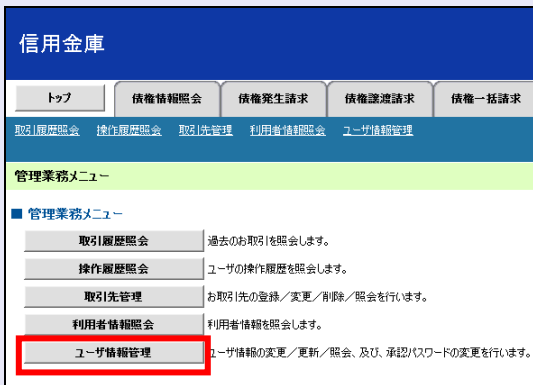 信用金庫
トップ 債権情報照会 債権発生請求 債権譲渡請求 債権一括請求
取引履歴照会 操作履歴照会 取引先管理 利用者情報照会 ユーザ情報管理
管理業務メニュー
■ 管理業務メニュー
取引履歴照会 過去のお取引を照会します。
操作履歴照会 ユーザの操作履歴を照会します。
取引先管理 お取引先の登録／変更／削除／照会を行います。
利用者情報照会 利用者情報を照会します。
ユーザ情報管理 ユーザ情報の変更／更新／照会、及び、承認パスワードの変更を行います。